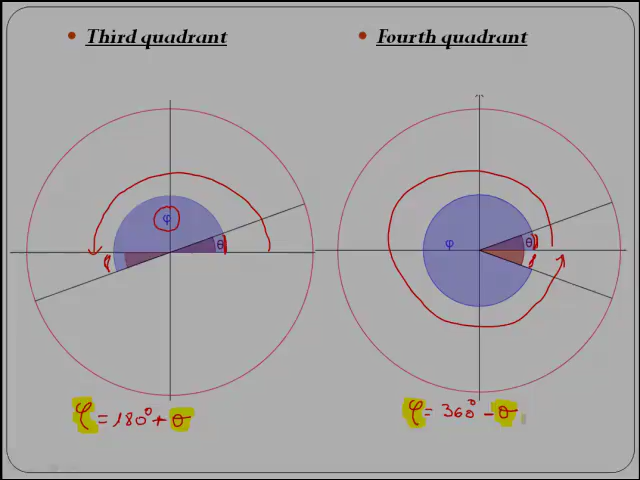 Third quadrant
Fourth quadrant
φ
θ
φ
θ
φ = 180° + θ
φ = 360° - θ